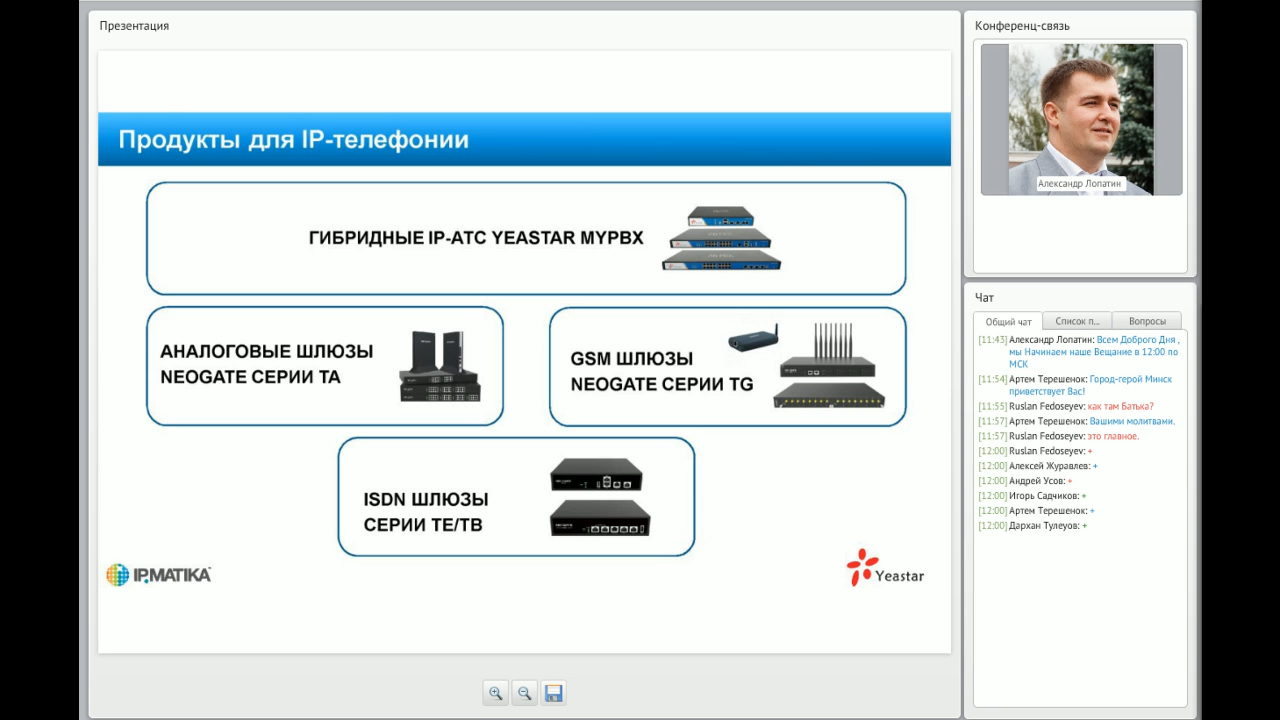 Презентация
Продукты для IP-телефонии
ГИБРИДНЫЕ IP-АТС YEASTAR MYPBX
АНАЛОГОВЫЕ ШЛЮЗЫ
NEOGATE СЕРИИ TA
GSM ШЛЮЗЫ
NEOGATE СЕРИИ TG
ISDN ШЛЮЗЫ
СЕРИИ TE/TB
IPMATIKA
Yeastar
Конференц-связь
Александр Лопатин
Чат
Общий чат
Список п...
Вопросы
[11:43] Александр Лопатин: Всем Доброго Дня ,
мы Начинаем наше Вещание в 12:00 по
МСК
[11:54] Артем Терешенок: Город-герой Минск
приветствует Вас!
[11:55] Ruslan Fedoseyev: как там Батька?
[11:57] Артем Терешенок: Вашими молитвами.
[11:57] Ruslan Fedoseyev: это главное.
[12:00] Ruslan Fedoseyev: +
[12:00] Алексей Журавлев: +
[12:00] Андрей Усов: +
[12:00] Игорь Садчиков: +
[12:00] Артем Терешенок: +
[12:00] Дархан Тулеуов: +